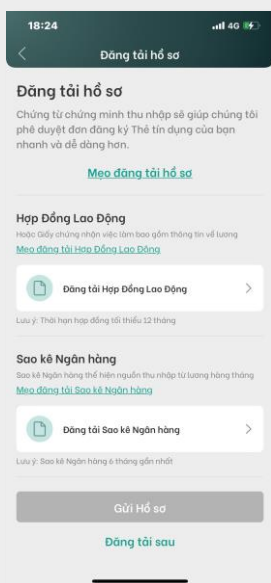 18:24
4G
Đăng tải hồ sơ
Đăng tải hồ sơ
Chứng từ chứng minh thu nhập sẽ giúp chúng tôi
phê duyệt đơn đăng ký Thẻ tín dụng của bạn
nhanh và dễ dàng hơn.
Mẹo đăng tải hồ sơ
Hợp Đồng Lao Động
Hoặc Giấy chứng nhận việc làm bao gồm thông tin về lương
Mẹo đăng tải Hợp Đồng Lao Động
Đăng tải Hợp Đồng Lao Động
Lưu ý: Thời hạn hợp đồng tối thiểu 12 tháng
Sao kê Ngân hàng
Sao kê Ngân hàng thể hiện nguồn thu nhập từ lương hàng tháng
Mẹo đăng tải Sao kê Ngân hàng
Đăng tải Sao kê Ngân hàng
Lưu ý: Sao kê Ngân hàng 6 tháng gần nhất
Gửi Hồ sơ
Đăng tải sau